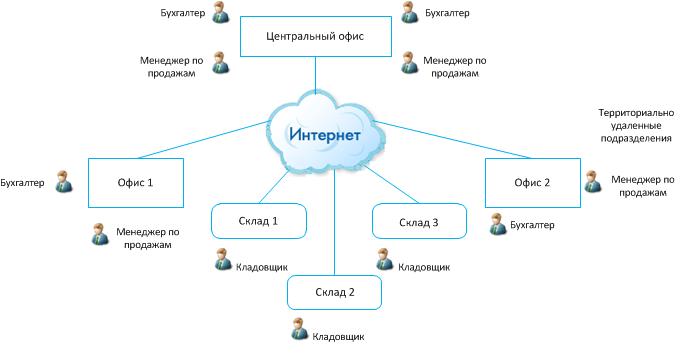 Бухгалтер
Бухгалтер
Центральный офис
Менеджер по
продажам
Менеджер по
продажам
Интернет
Территориально
удаленные
подразделения
Бухгалтер
Офис 1
Офис 2
Менеджер по
продажам
Менеджер по
продажам
Склад 1
Склад 3
Бухгалтер
Кладовщик
Кладовщик
Склад 2
Кладовщик